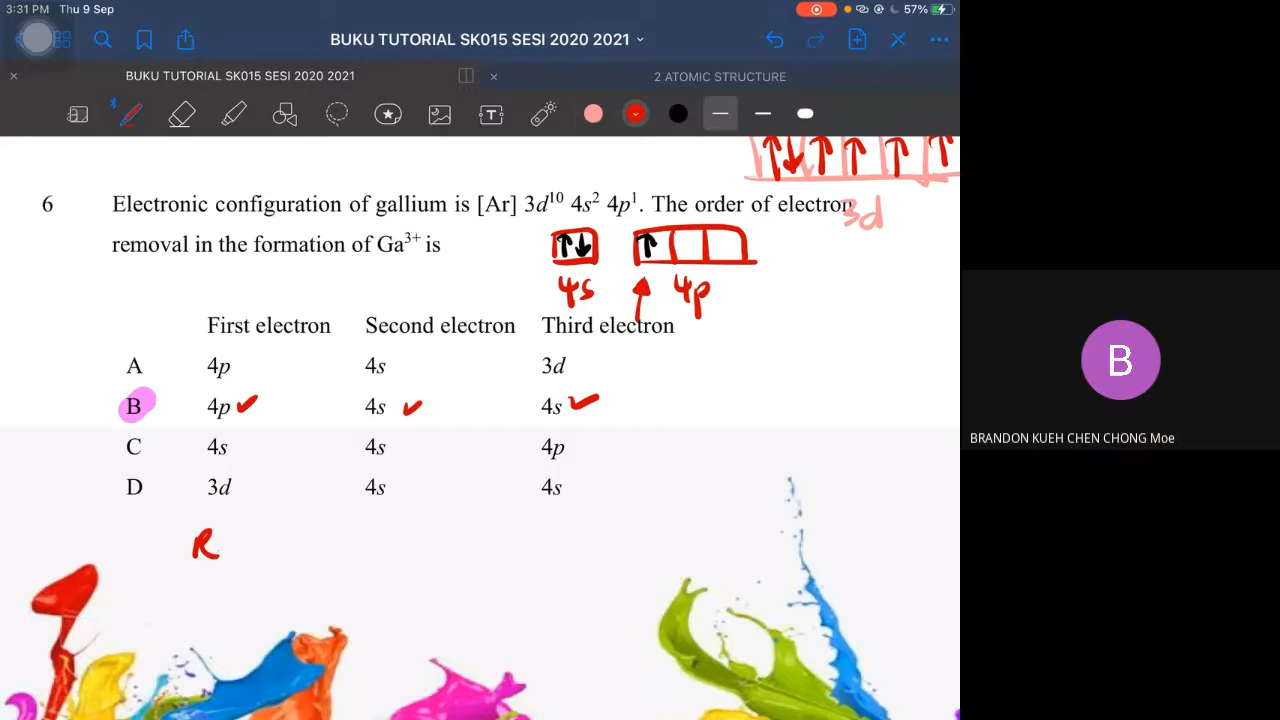 3:31 PM Thu 9 Sep
57%
BUKU TUTORIAL SK015 SESI 2020 2021
BUKU TUTORIAL SK015 SESI 2020 2021
2 ATOMIC STRUCTURE
T
3d
6 Electronic configuration of gallium is [Ar] 3d¹⁰ 4s² 4p¹. The order of electron
removal in the formation of Ga³⁺ is
4s 4p
First electron Second electron Third electron
A 4p 4s 3d
B 4p ✓ 4s ✓ 4s ✓
C 4s 4s 4p
D 3d 4s 4s
R
B
BRANDON KUEH CHEN CHONG Moe